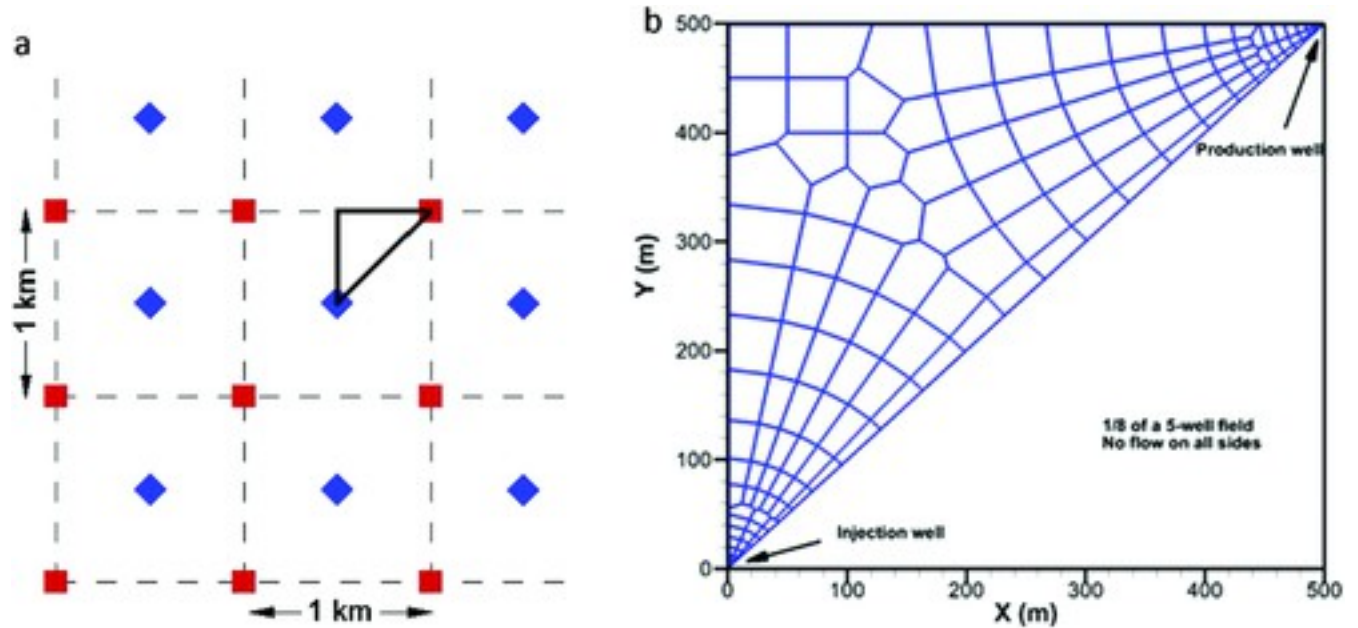 a
1 km
1 km
b
500
400
300
200
100
0
Y (m)
Production well
1/8 of a 5-well field
No flow on all sides
Injection well
0
100
200
300
400
500
X (m)